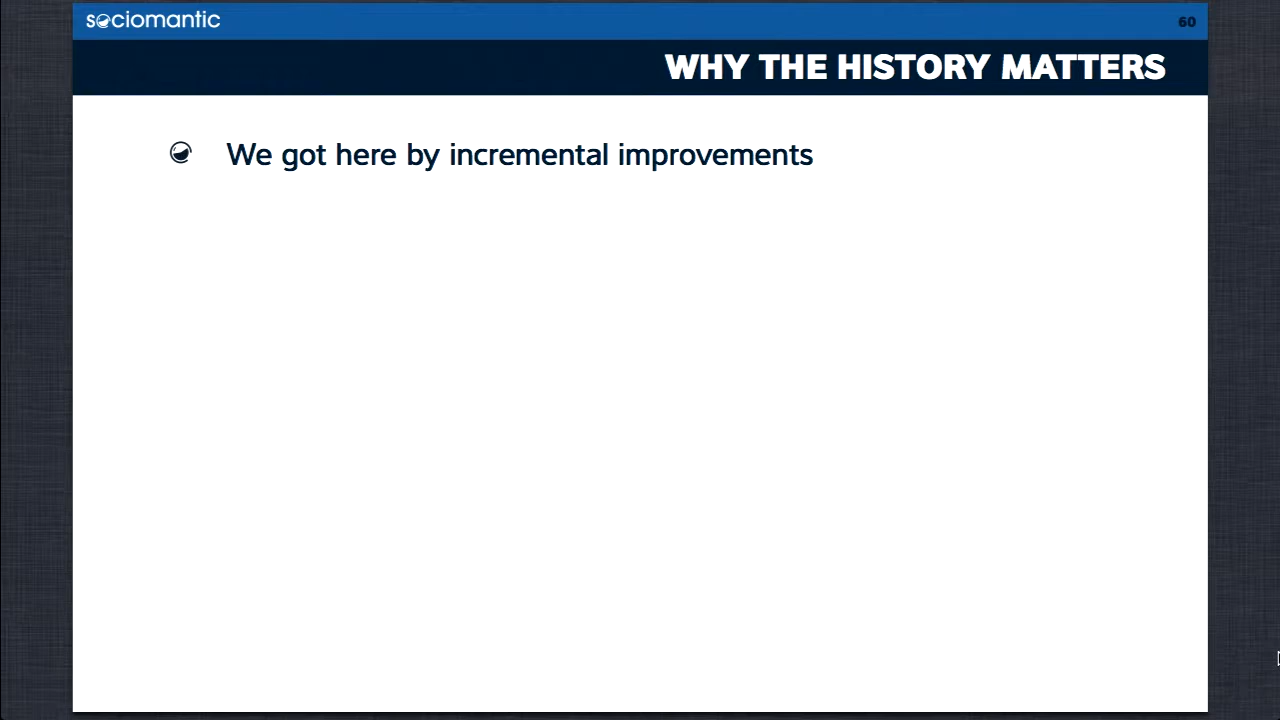 sociomantic
60
WHY THE HISTORY MATTERS
We got here by incremental improvements